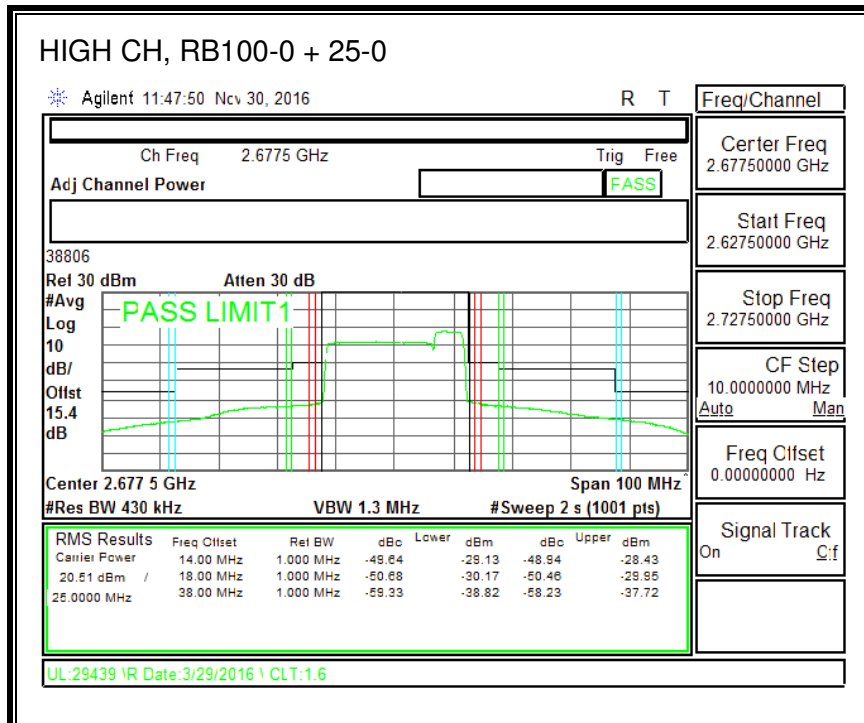 HIGH CH, RB100-0 + 25-0
Agilent 11:47:50 Nov 30, 2016 R T
Ch Freq 2.6775 GHz Trig Free
Adj Channel Power PASS
38806
Ref 30 dBm Atten 30 dB
#Avg
Log
10
dB/
Offst
15.4
dB
PASS LIMIT1
Center 2.677 5 GHz Span 100 MHz^
#Res BW 430 kHz VBW 1.3 MHz #Sweep 2 s (1001 pts)
RMS Results Freq Offset Ref BW dBc Lower dBm dBc Upper dBm
Carrier Power 14.00 MHz 1.000 MHz -49.64 -29.13 -48.94 -28.43
20.51 dBm / 18.00 MHz 1.000 MHz -50.68 -30.17 -50.46 -29.95
25.0000 MHz 38.00 MHz 1.000 MHz -59.33 -38.82 -58.23 -37.72
UL:29439 \R Date:3/29/2016 \ CLT:1.6
Freq/Channel
Center Freq
2.67750000 GHz
Start Freq
2.62750000 GHz
Stop Freq
2.72750000 GHz
CF Step
10.0000000 MHz
Auto Man
Freq Offset
0.00000000 Hz
Signal Track
On Off